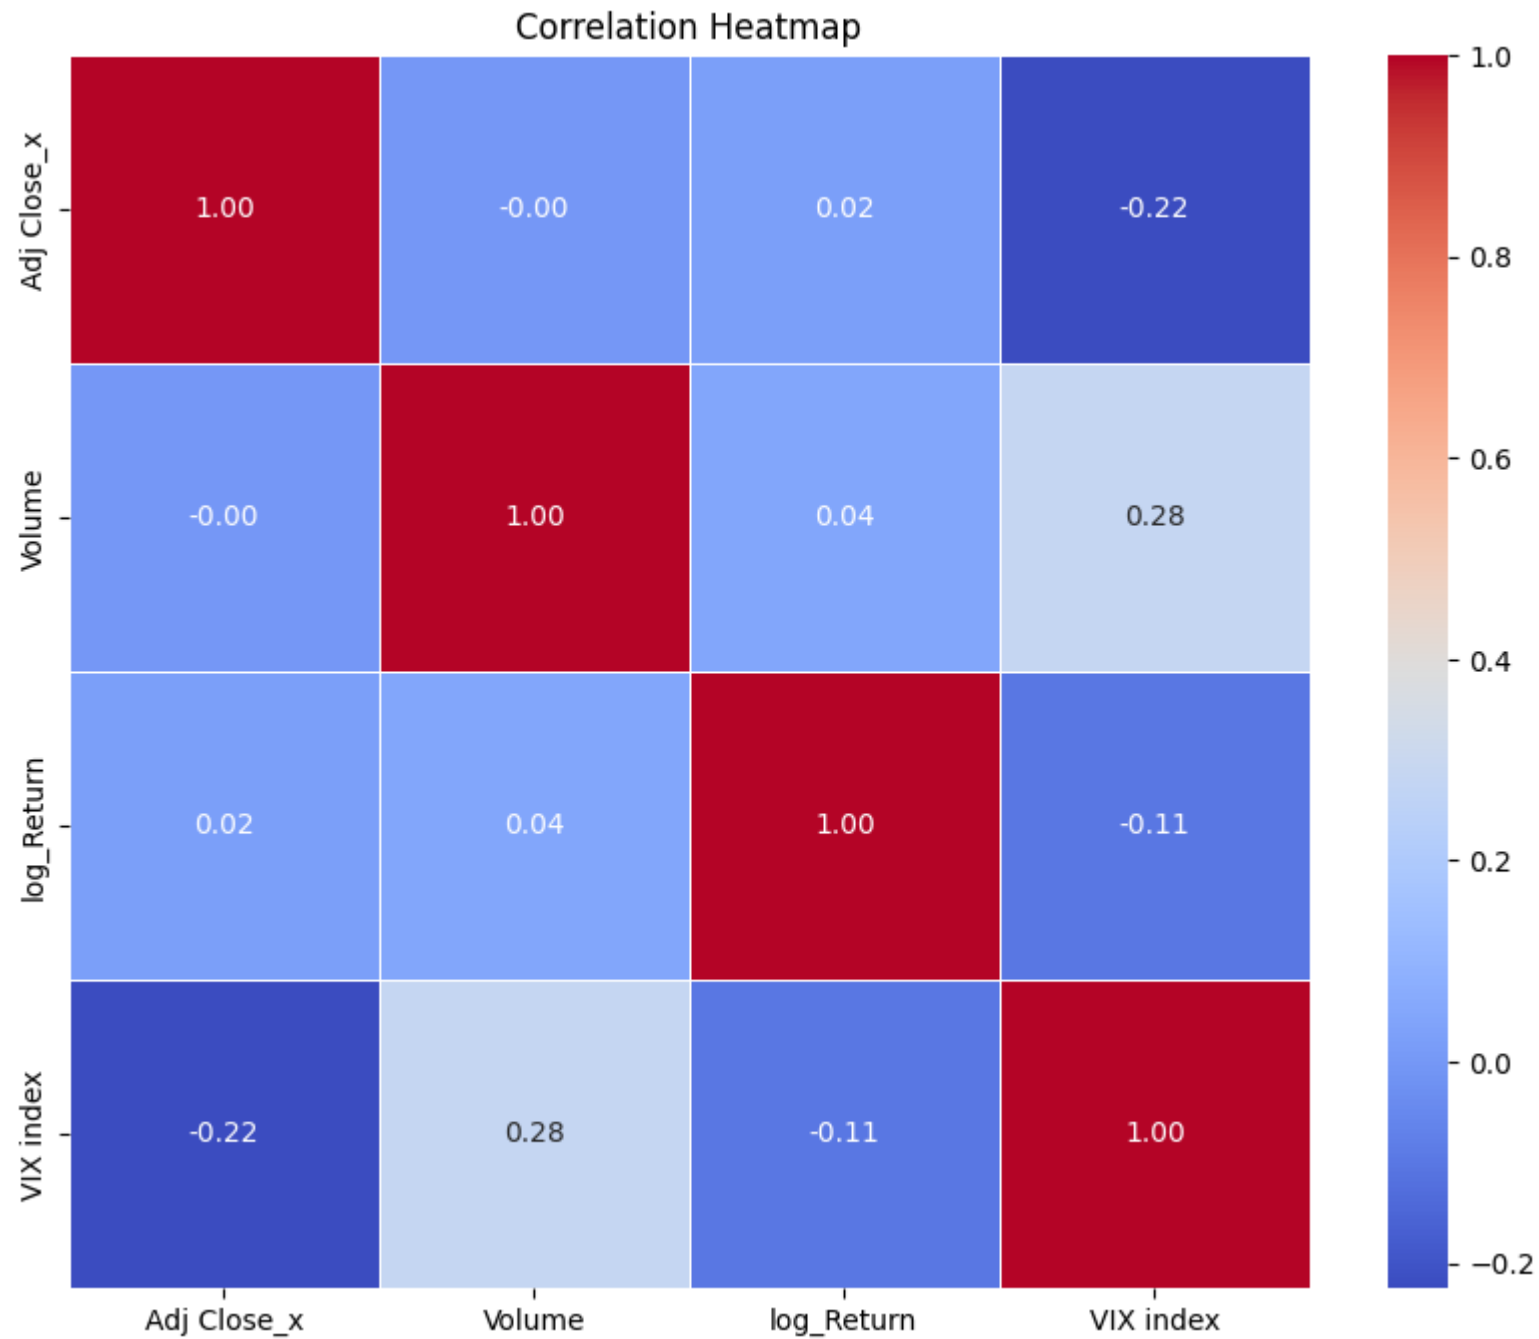 Correlation Heatmap
Adj Close_x
1.00 -0.00 0.02 -0.22
Volume
-0.00 1.00 0.04 0.28
log_Return
0.02 0.04 1.00 -0.11
VIX index
-0.22 0.28 -0.11 1.00
Adj Close_x Volume log_Return VIX index
1.0
0.8
0.6
0.4
0.2
0.0
−0.2